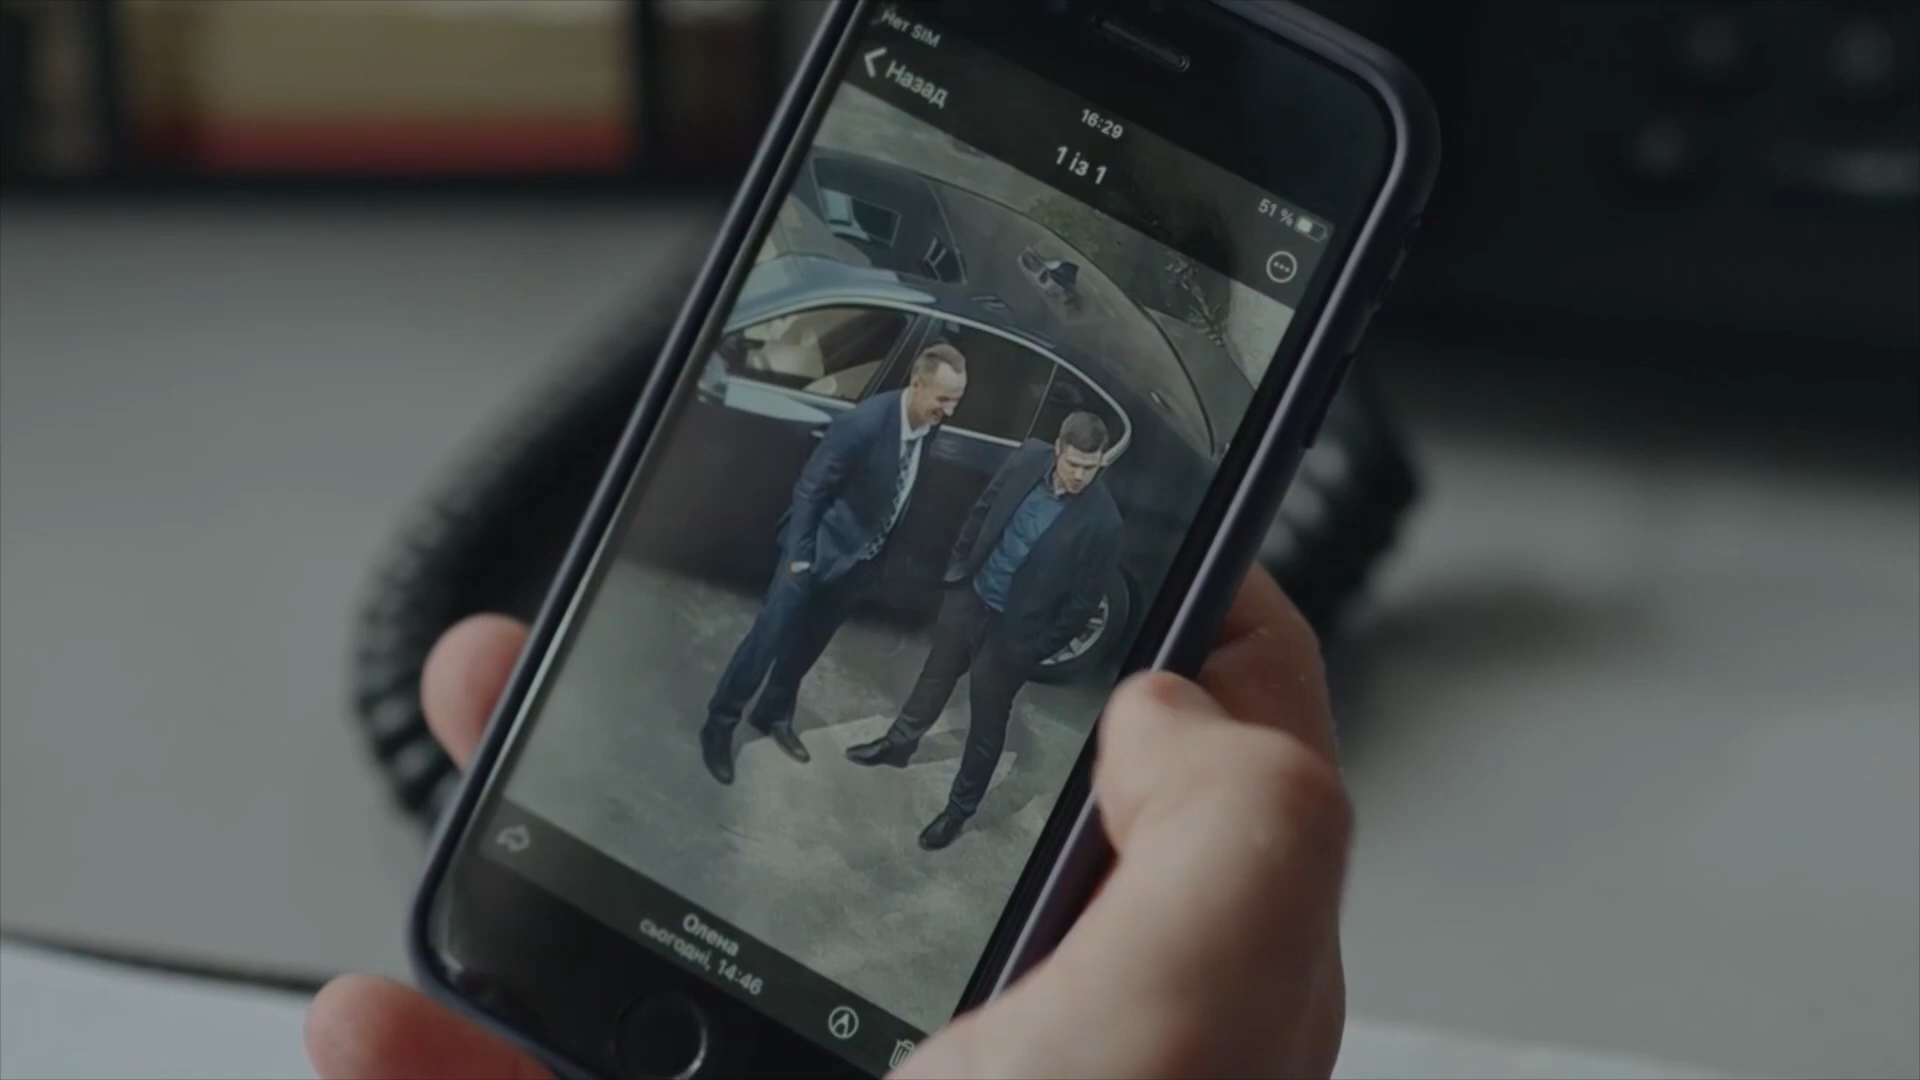 Нет SIM
Назад
16:29
1 із 1
51 %
Олена
сьогодні, 14:46